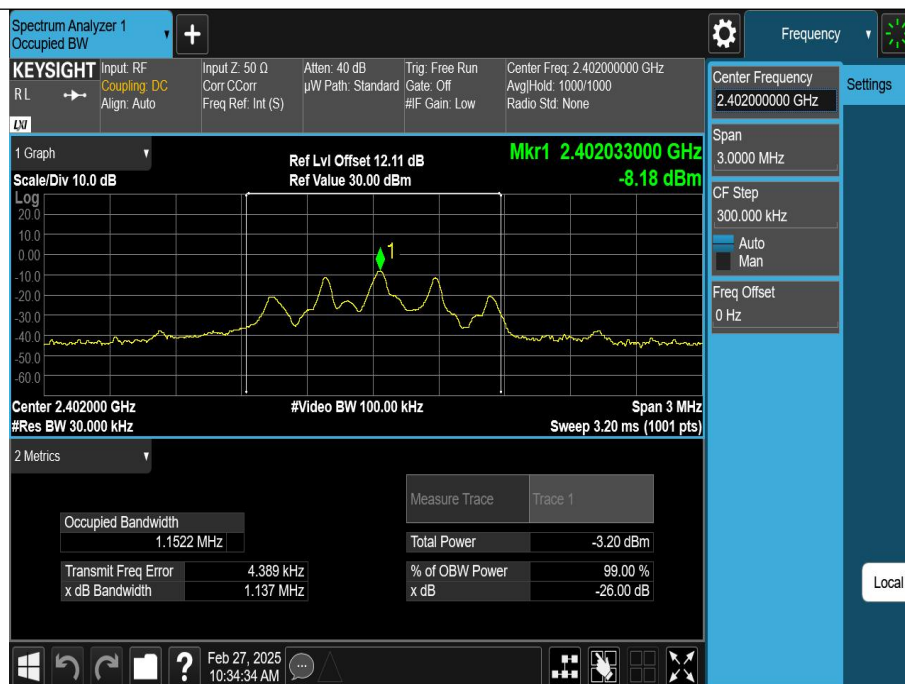 Spectrum Analyzer 1
Occupied BW
Frequency
KEYSIGHT
RL
LXI
Input: RF
Coupling: DC
Align: Auto
Input Z: 50 Ω
Corr CCorr
Freq Ref: Int (S)
Atten: 40 dB
µW Path: Standard
Trig: Free Run
Gate: Off
#IF Gain: Low
Center Freq: 2.402000000 GHz
Avg|Hold: 1000/1000
Radio Std: None
Center Frequency
2.402000000 GHz
Settings
Span
3.0000 MHz
CF Step
300.000 kHz
Auto
Man
Freq Offset
0 Hz
Local
1 Graph
Scale/Div 10.0 dB
Ref Lvl Offset 12.11 dB
Ref Value 30.00 dBm
Mkr1 2.402033000 GHz
-8.18 dBm
Log
20.0
10.0
0.00
-10.0
-20.0
-30.0
-40.0
-50.0
-60.0
1
Center 2.402000 GHz
#Video BW 100.00 kHz
Span 3 MHz
#Res BW 30.000 kHz
Sweep 3.20 ms (1001 pts)
2 Metrics
Measure Trace Trace 1
Occupied Bandwidth
1.1522 MHz
Total Power -3.20 dBm
Transmit Freq Error 4.389 kHz
% of OBW Power 99.00 %
x dB Bandwidth 1.137 MHz
x dB -26.00 dB
?
Feb 27, 2025
10:34:34 AM